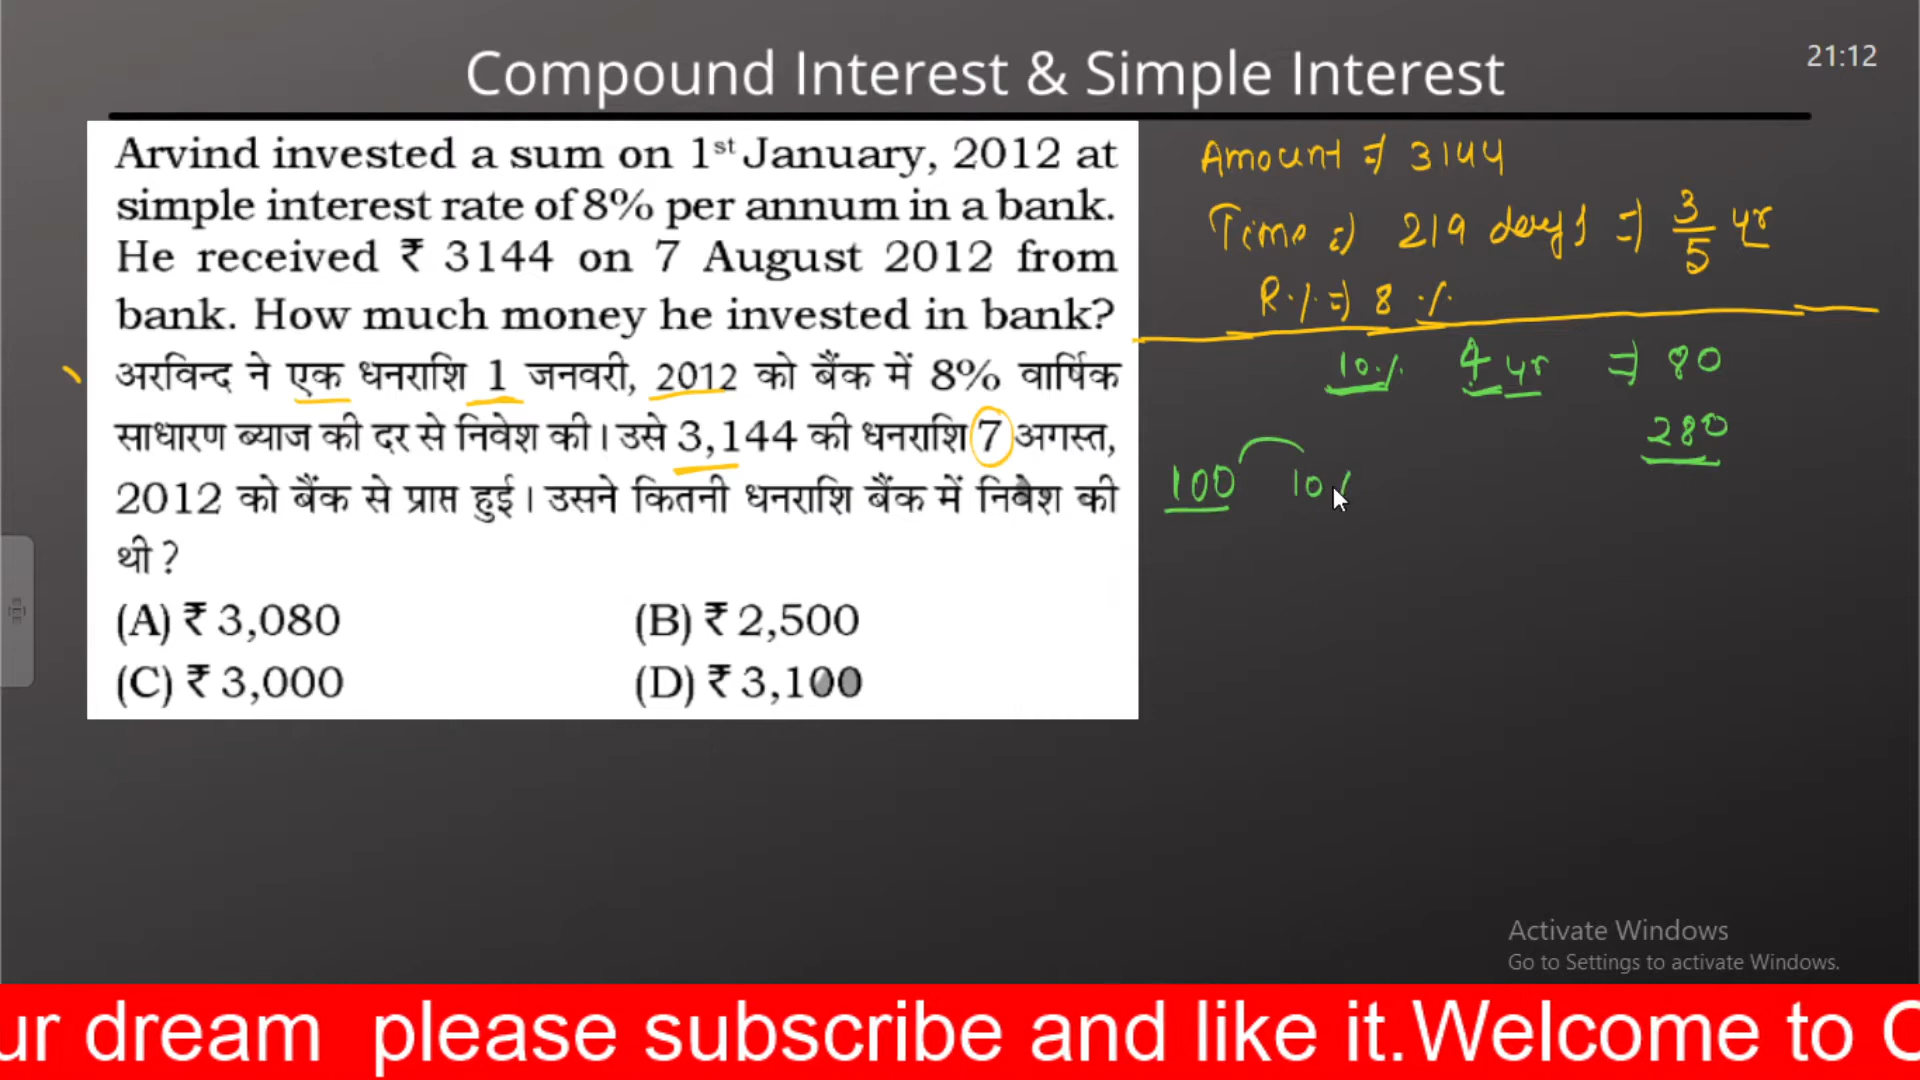 Compound Interest & Simple Interest
21:12
Arvind invested a sum on 1st January, 2012 at
simple interest rate of 8% per annum in a bank.
He received ₹ 3144 on 7 August 2012 from
bank. How much money he invested in bank?
अरविन्द ने एक धनराशि 1 जनवरी, 2012 को बैंक में 8% वार्षिक
साधारण ब्याज की दर से निवेश की। उसे 3,144 की धनराशि 7 अगस्त,
2012 को बैंक से प्राप्त हुई। उसने कितनी धनराशि बैंक में निवेश की
थी?
(A) ₹ 3,080 (B) ₹ 2,500
(C) ₹ 3,000 (D) ₹ 3,100
Amount => 3144
Time => 219 days => 3/5 yr
R% => 8 %
10% 4 yr => 80
280
100 10%
Activate Windows
Go to Settings to activate Windows.
ur dream please subscribe and like it.Welcome to C